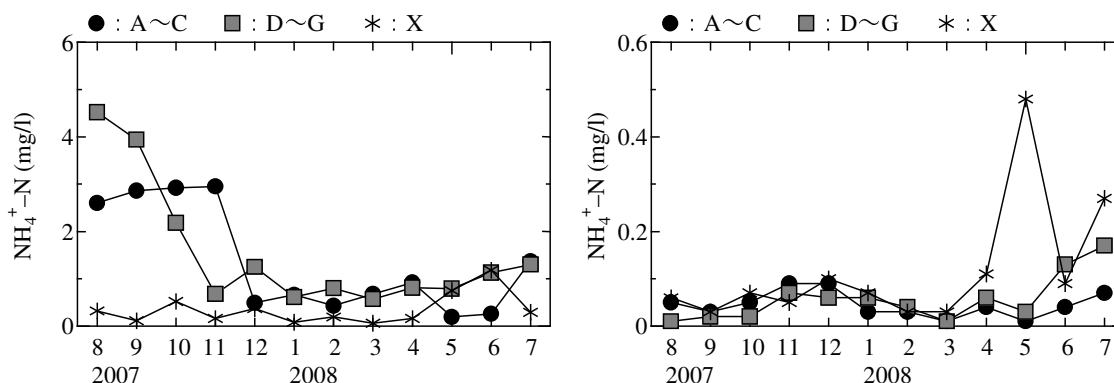 ● : A～C ■ : D～G ＊ : X
6
4
2
0
NH₄⁺−N (mg/l)
8 9 10 11 12 1 2 3 4 5 6 7
2007 2008
● : A～C ■ : D～G ＊ : X
0.6
0.4
0.2
0
NH₄⁺−N (mg/l)
8 9 10 11 12 1 2 3 4 5 6 7
2007 2008